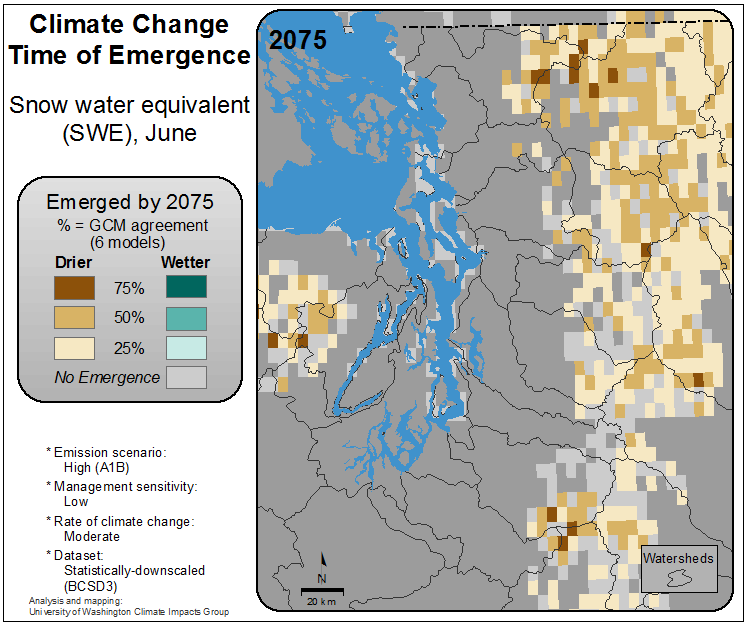 Climate Change
Time of Emergence
Snow water equivalent
(SWE), June
Emerged by 2075
% = GCM agreement
(6 models)
Drier Wetter
75%
50%
25%
No Emergence
* Emission scenario:
High (A1B)
* Management sensitivity:
Low
* Rate of climate change:
Moderate
* Dataset:
Statistically-downscaled
(BCSD3)
Analysis and mapping:
University of Washington Climate Impacts Group
2075
N
20 km
Watersheds